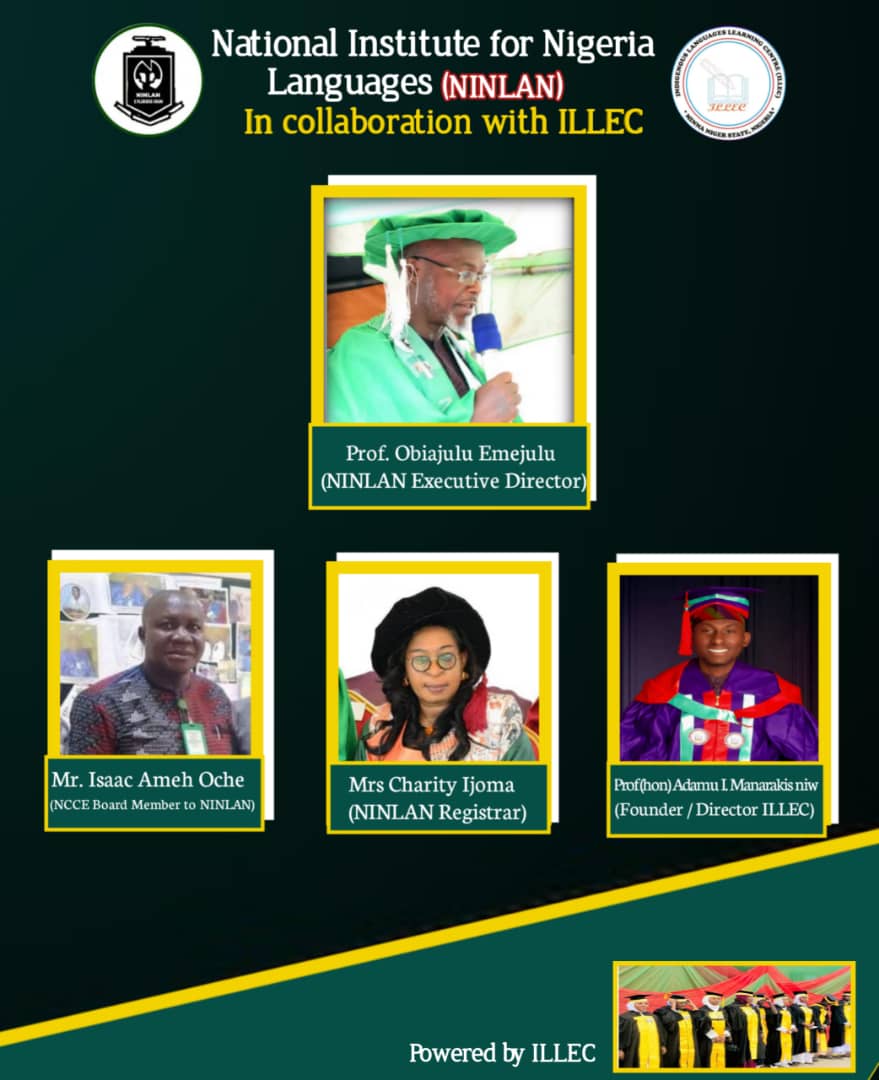 National Institute for Nigeria
Languages (NINLAN)
In collaboration with ILLEC
NINLAN
INDIGENOUS LANGUAGES LEARNING CENTRE (ILLEC)
ILLEC
MINNA NIGER STATE, NIGERIA
Prof. Obiajulu Emejulu
(NINLAN Executive Director)
Mr. Isaac Ameh Oche
(NCCE Board Member to NINLAN)
Mrs Charity Ijoma
(NINLAN Registrar)
Prof(hon) Adamu I. Manarakis niw
(Founder / Director ILLEC)
Powered by ILLEC